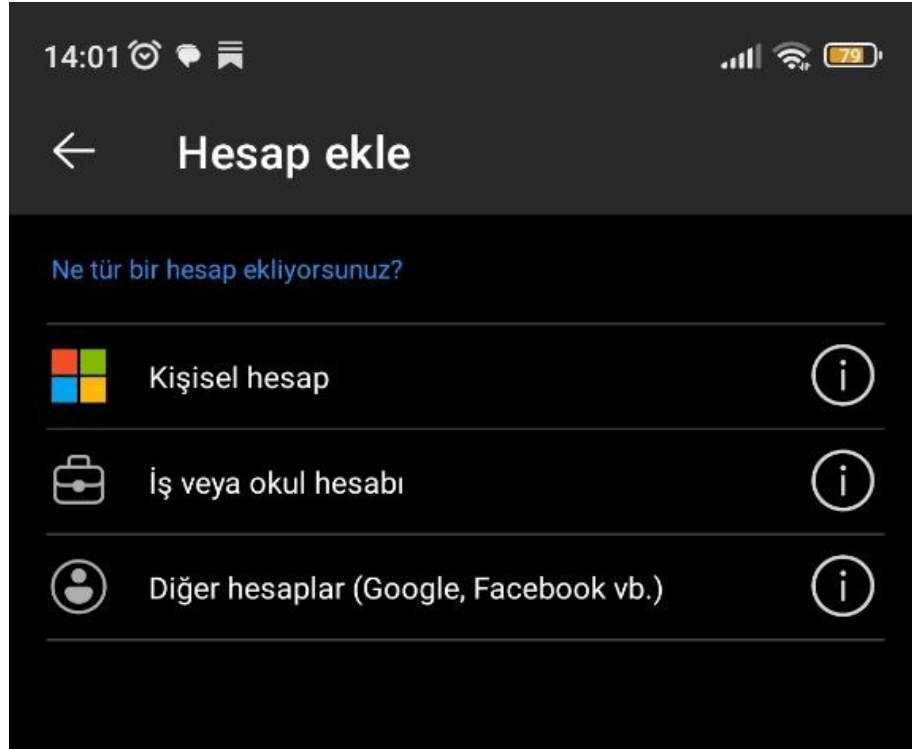 14:01
79
Hesap ekle
Ne tür bir hesap ekliyorsunuz?
Kişisel hesap
İş veya okul hesabı
Diğer hesaplar (Google, Facebook vb.)